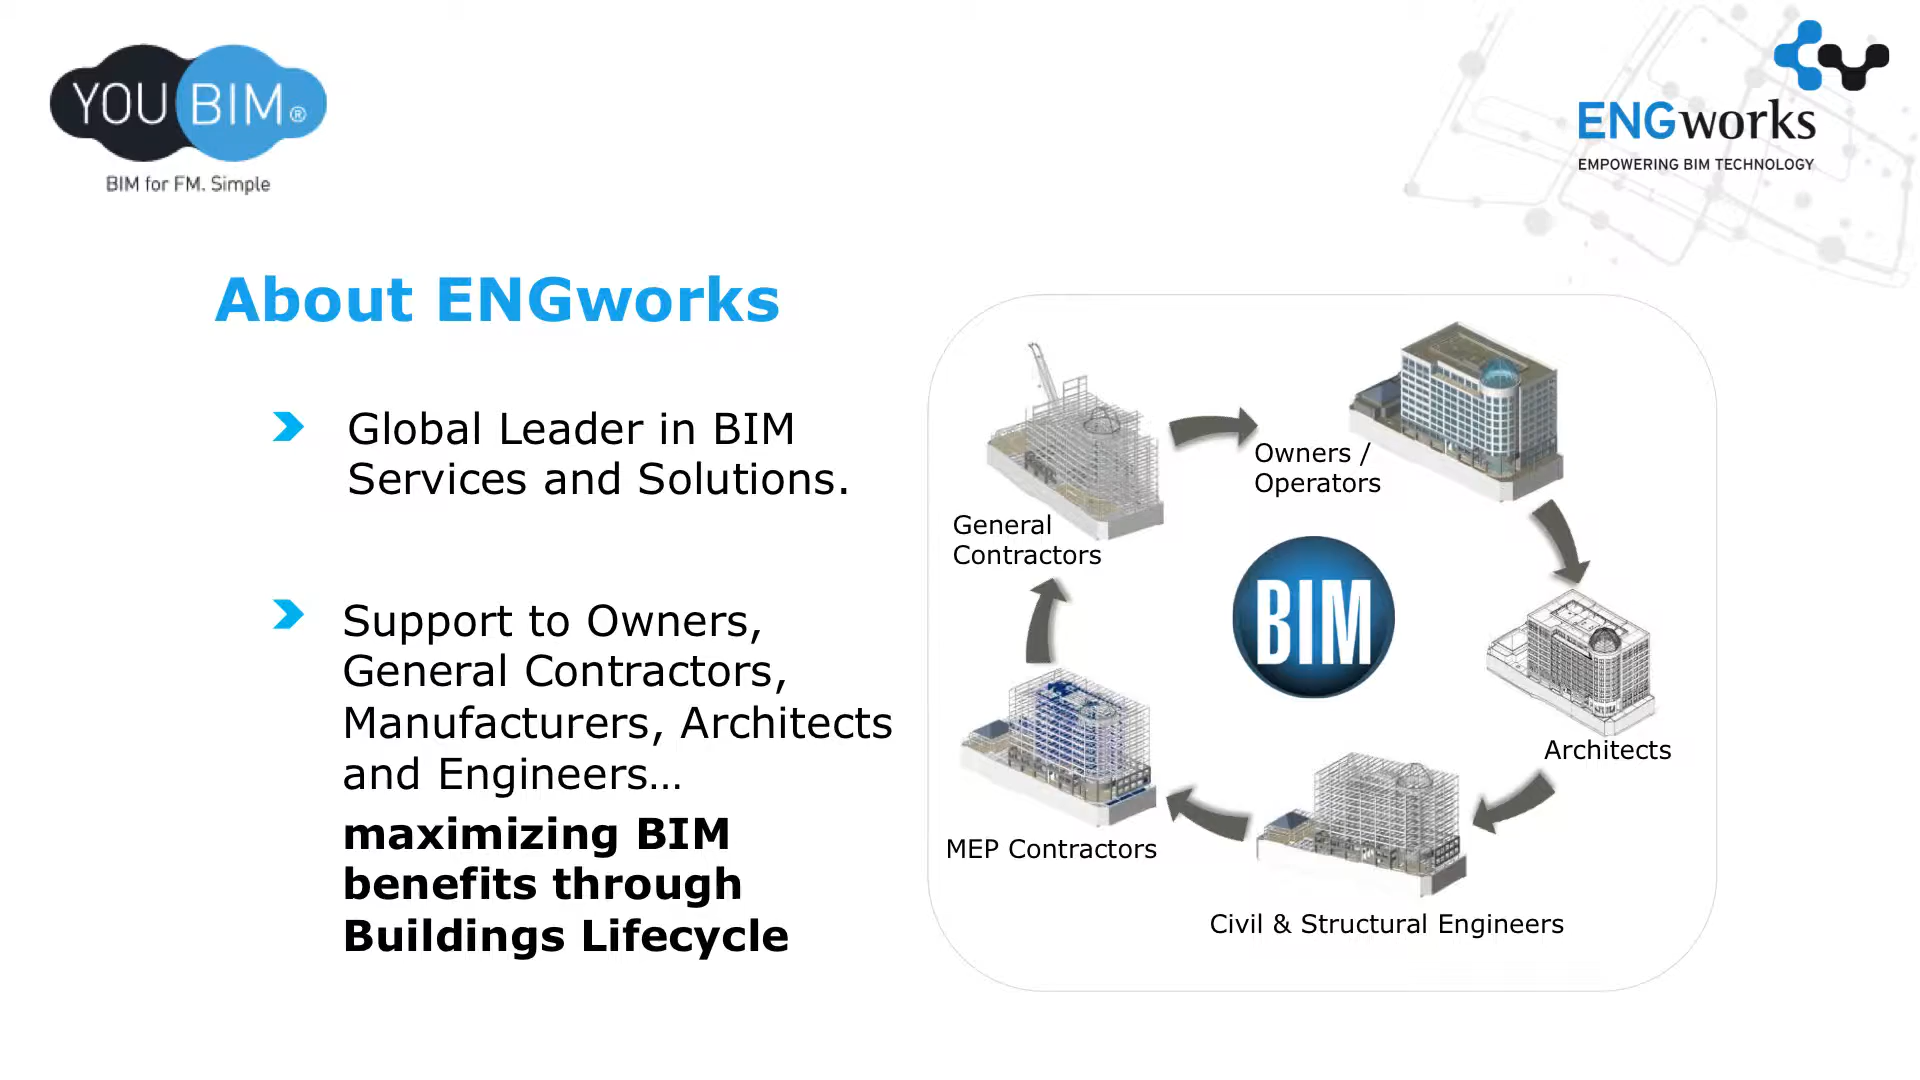 YOU BIM®
BIM for FM. Simple
ENGworks
EMPOWERING BIM TECHNOLOGY
About ENGworks
Global Leader in BIM
Services and Solutions.
Support to Owners,
General Contractors,
Manufacturers, Architects
and Engineers…
maximizing BIM
benefits through
Buildings Lifecycle
Owners /
Operators
General
Contractors
BIM
Architects
MEP Contractors
Civil & Structural Engineers